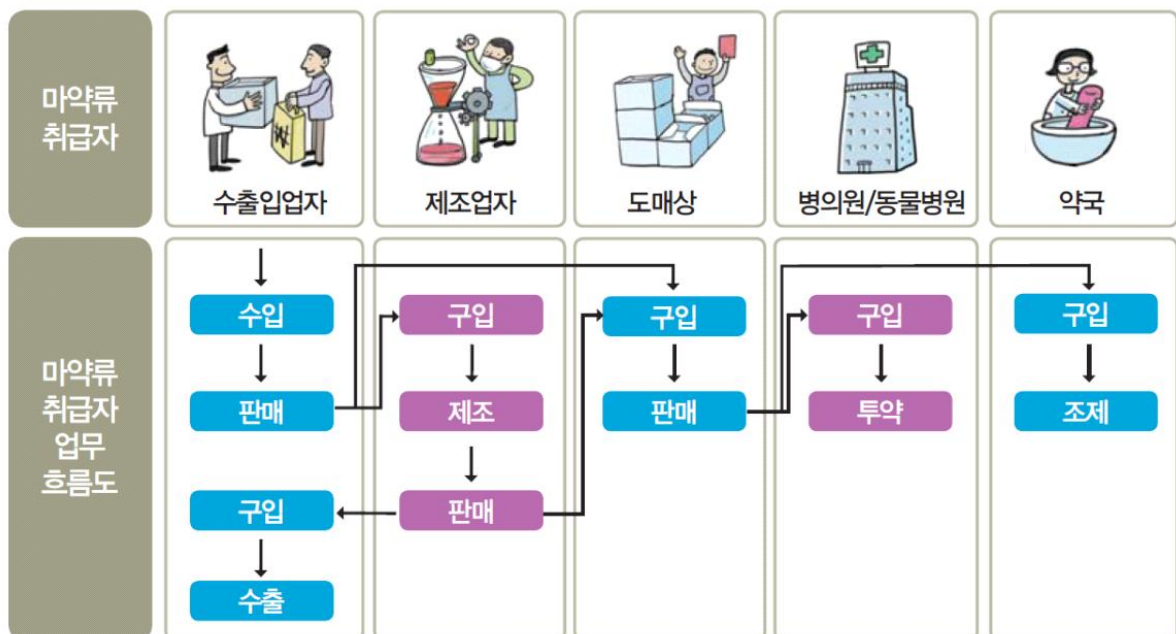 마약류
취급자
₩
수출입업자
제조업자
도매상
병의원/동물병원
약국
마약류
취급자
업무
흐름도
수입
판매
구입
수출
구입
제조
판매
구입
판매
구입
투약
구입
조제